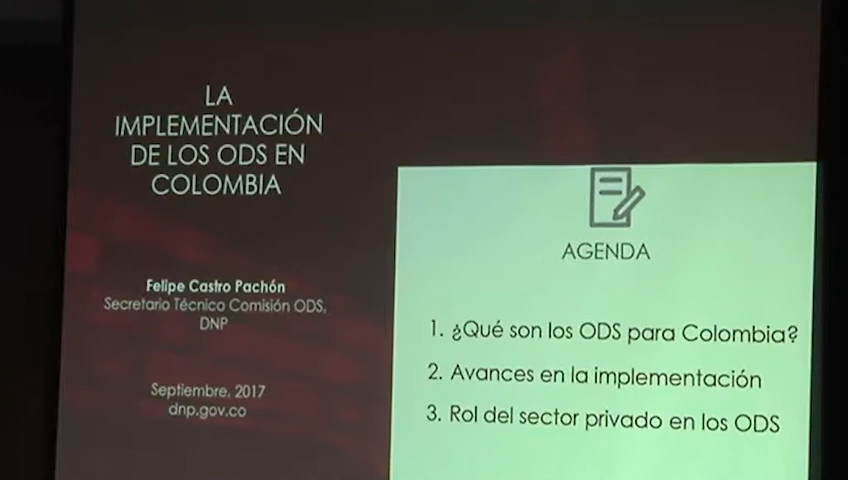 LA
IMPLEMENTACIÓN
DE LOS ODS EN
COLOMBIA
Felipe Castro Pachón
Secretario Técnico Comisión ODS,
DNP
Septiembre, 2017
dnp.gov.co
AGENDA
1. ¿Qué son los ODS para Colombia?
2. Avances en la implementación
3. Rol del sector privado en los ODS